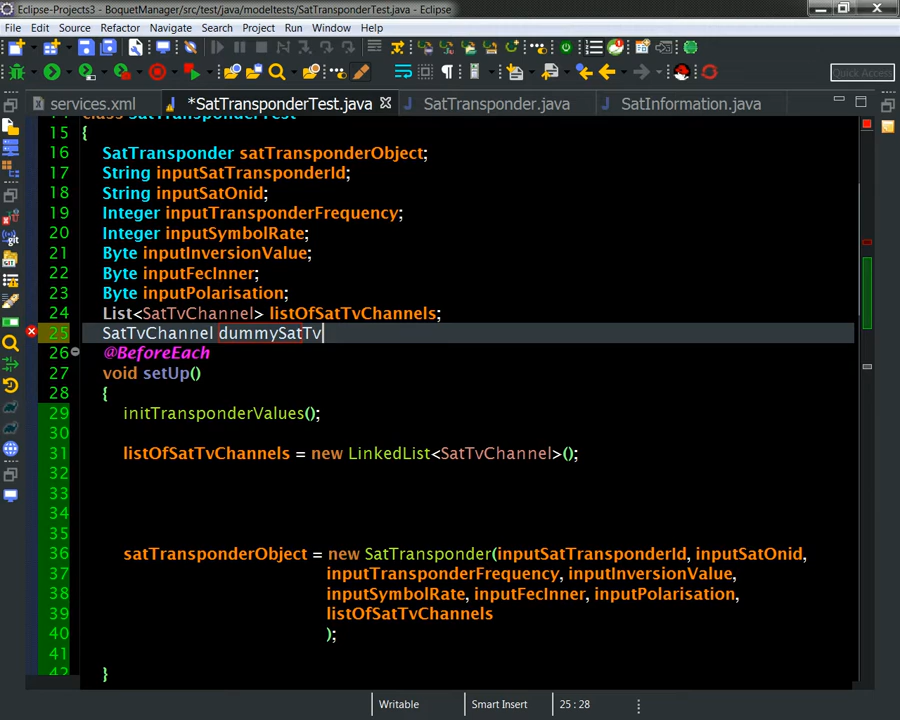 Eclipse-Projects3 - BoquetManager/src/test/java/modeltests/SatTransponderTest.java - Eclipse
File Edit Source Refactor Navigate Search Project Run Window Help
Quick Access
services.xml *SatTransponderTest.java SatTransponder.java SatInformation.java
15 {
16 SatTransponder satTransponderObject;
17 String inputSatTransponderId;
18 String inputSatOnid;
19 Integer inputTransponderFrequency;
20 Integer inputSymbolRate;
21 Byte inputInversionValue;
22 Byte inputFecInner;
23 Byte inputPolarisation;
24 List<SatTvChannel> listOfSatTvChannels;
25 SatTvChannel dummySatTv
26 @BeforeEach
27 void setUp()
28 {
29 initTransponderValues();
30
31 listOfSatTvChannels = new LinkedList<SatTvChannel>();
32
33
34
35
36 satTransponderObject = new SatTransponder(inputSatTransponderId, inputSatOnid,
37 inputTransponderFrequency, inputInversionValue,
38 inputSymbolRate, inputFecInner, inputPolarisation,
39 listOfSatTvChannels
40 );
41
42 }
Writable Smart Insert 25 : 28